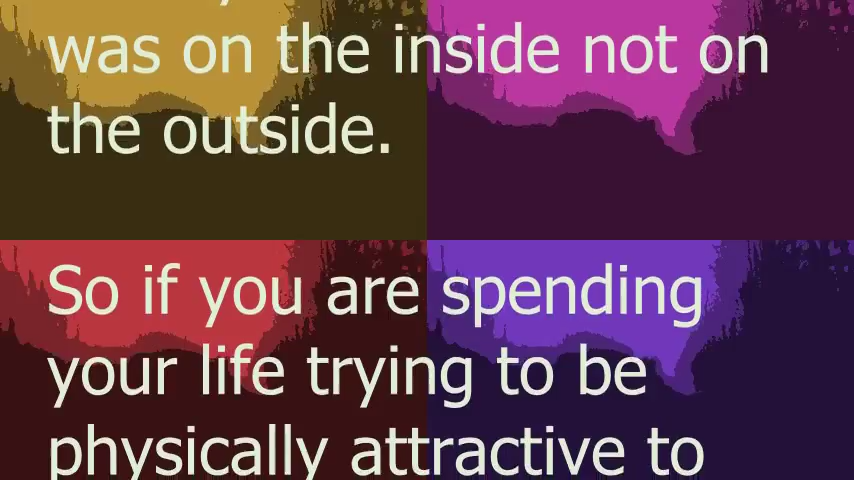 was on the inside not on
the outside.
So if you are spending
your life trying to be
physically attractive to